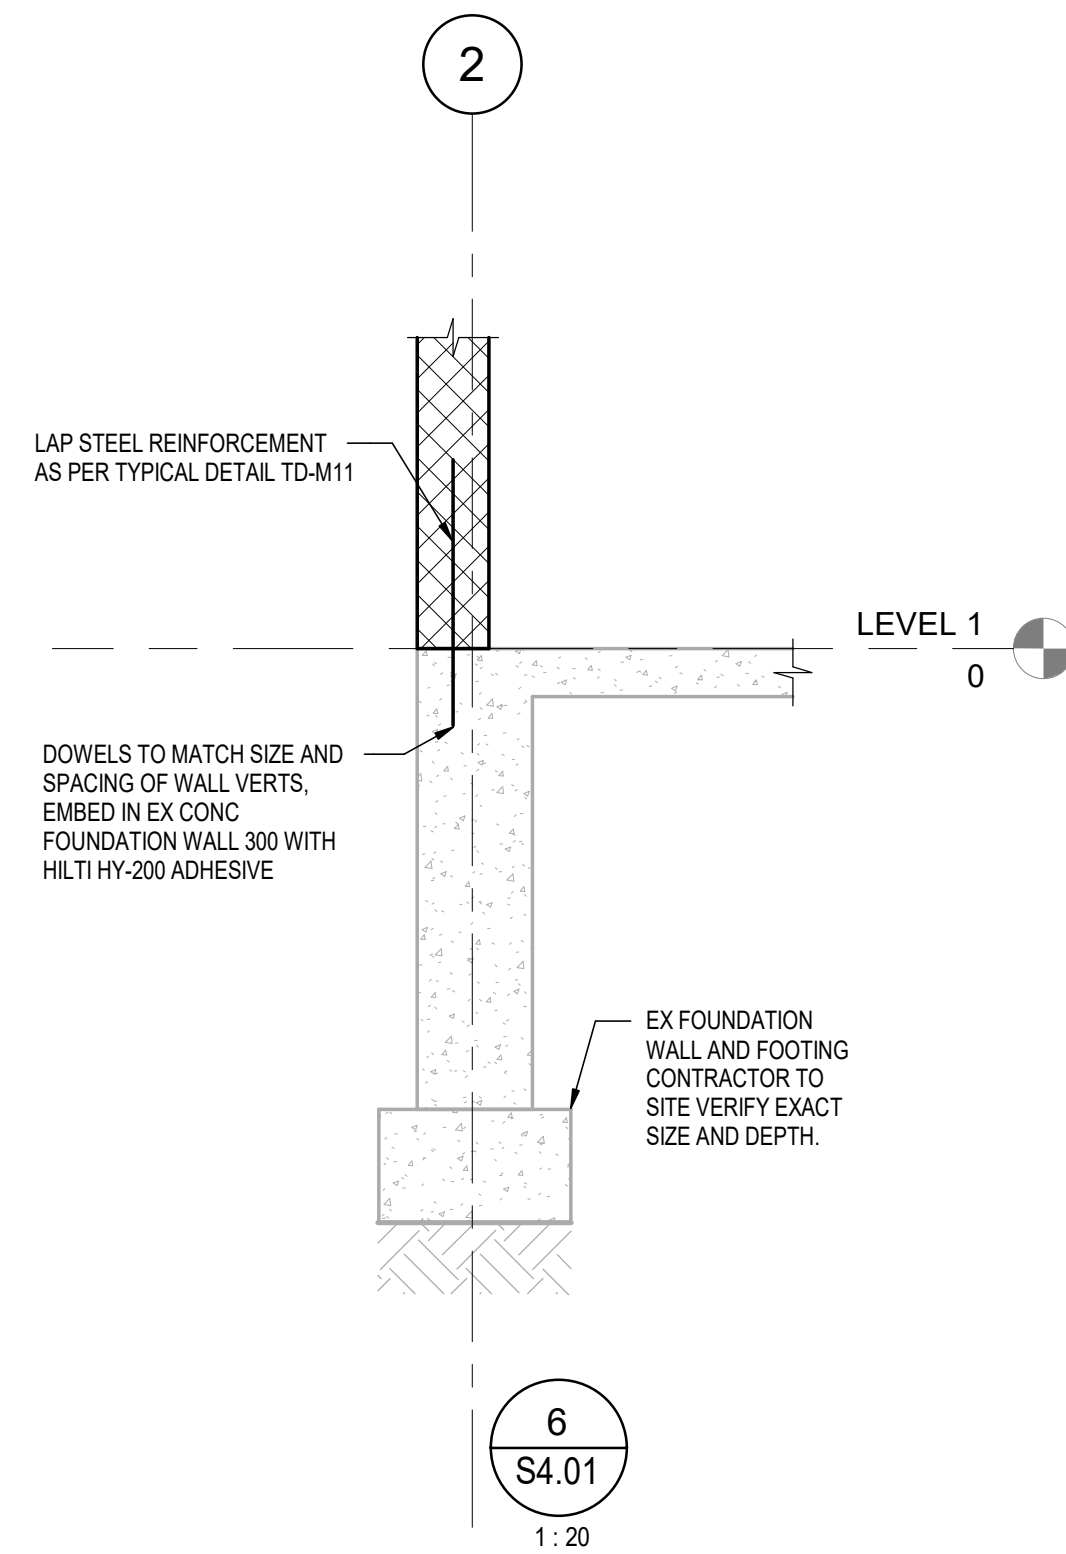 2
LAP STEEL REINFORCEMENT
AS PER TYPICAL DETAIL TD-M11
LEVEL 1
0
DOWELS TO MATCH SIZE AND
SPACING OF WALL VERTS,
EMBED IN EX CONC
FOUNDATION WALL 300 WITH
HILTI HY-200 ADHESIVE
EX FOUNDATION
WALL AND FOOTING
CONTRACTOR TO
SITE VERIFY EXACT
SIZE AND DEPTH.
6
S4.01
1 : 20